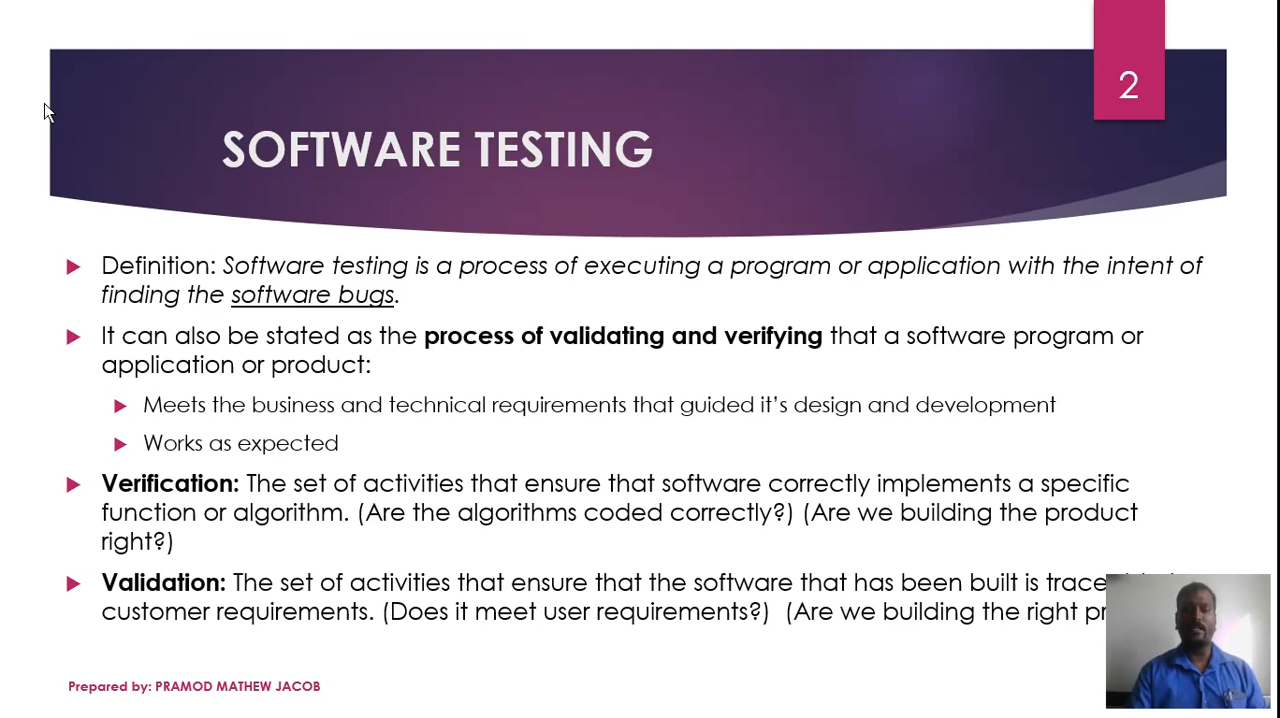 2
SOFTWARE TESTING
Definition: Software testing is a process of executing a program or application with the intent of
finding the software bugs.
It can also be stated as the process of validating and verifying that a software program or
application or product:
Meets the business and technical requirements that guided it’s design and development
Works as expected
Verification: The set of activities that ensure that software correctly implements a specific
function or algorithm. (Are the algorithms coded correctly?) (Are we building the product
right?)
Validation: The set of activities that ensure that the software that has been built is
customer requirements. (Does it meet user requirements?) (Are we building the right
Prepared by: PRAMOD MATHEW JACOB